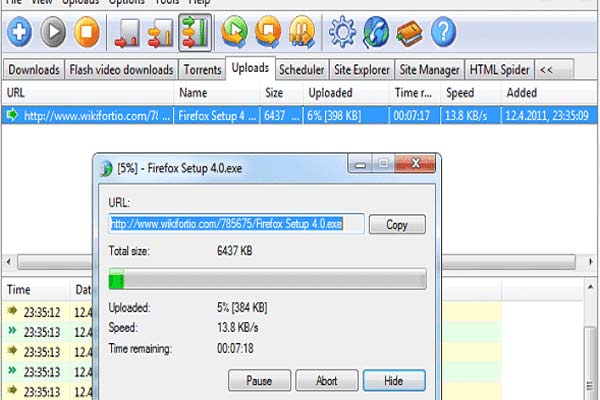 File View Uploads Options Tools Help
Downloads Flash video downloads Torrents Uploads Scheduler Site Explorer Site Manager HTML Spider <<
URL Name Size Uploaded Time r... Speed Added
http://www.wikifortio.com/78 ... Firefox Setup 4 ... 6437 ... 6% [398 KB] 00:07:17 13.8 KB/s 12.4.2011, 23:35:09
[5%] - Firefox Setup 4.0.exe
URL:
http://www.wikifortio.com/785675/Firefox Setup 4.0.exe Copy
Total size: 6437 KB
Uploaded: 5% [384 KB]
Speed: 13.8 KB/s
Time remaining: 00:07:18
Pause Abort Hide
Time Dat
23:35:12 12.4
23:35:13 12.4
23:35:13 12.4
23:35:13 12.4
23:35:13 12.4